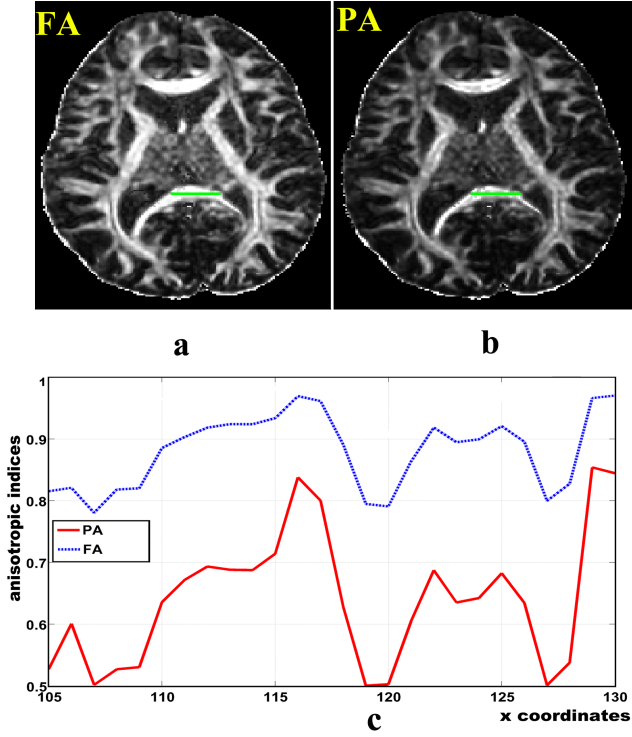 FA
PA
a
b
1
0.9
0.8
0.7
0.6
0.5
anisotropic indices
PA
FA
105
110
115
120
125
130
x coordinates
c